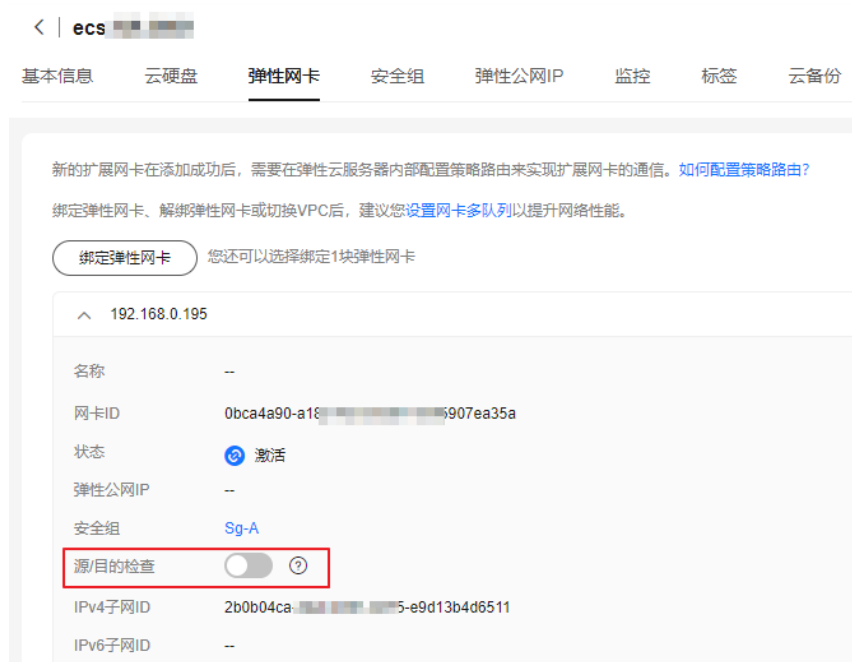 ecs
基本信息 云硬盘 弹性网卡 安全组 弹性公网IP 监控 标签 云备份
新的扩展网卡在添加成功后，需要在弹性云服务器内部配置策略路由来实现扩展网卡的通信。如何配置策略路由？
绑定弹性网卡、解绑弹性网卡或切换VPC后，建议您设置网卡多队列以提升网络性能。
绑定弹性网卡 您还可以选择绑定1块弹性网卡
192.168.0.195
名称 --
网卡ID 0bca4a90-a18 5907ea35a
状态 激活
弹性公网IP --
安全组 Sg-A
源/目的检查
IPv4子网ID 2b0b04ca- 5-e9d13b4d6511
IPv6子网ID --